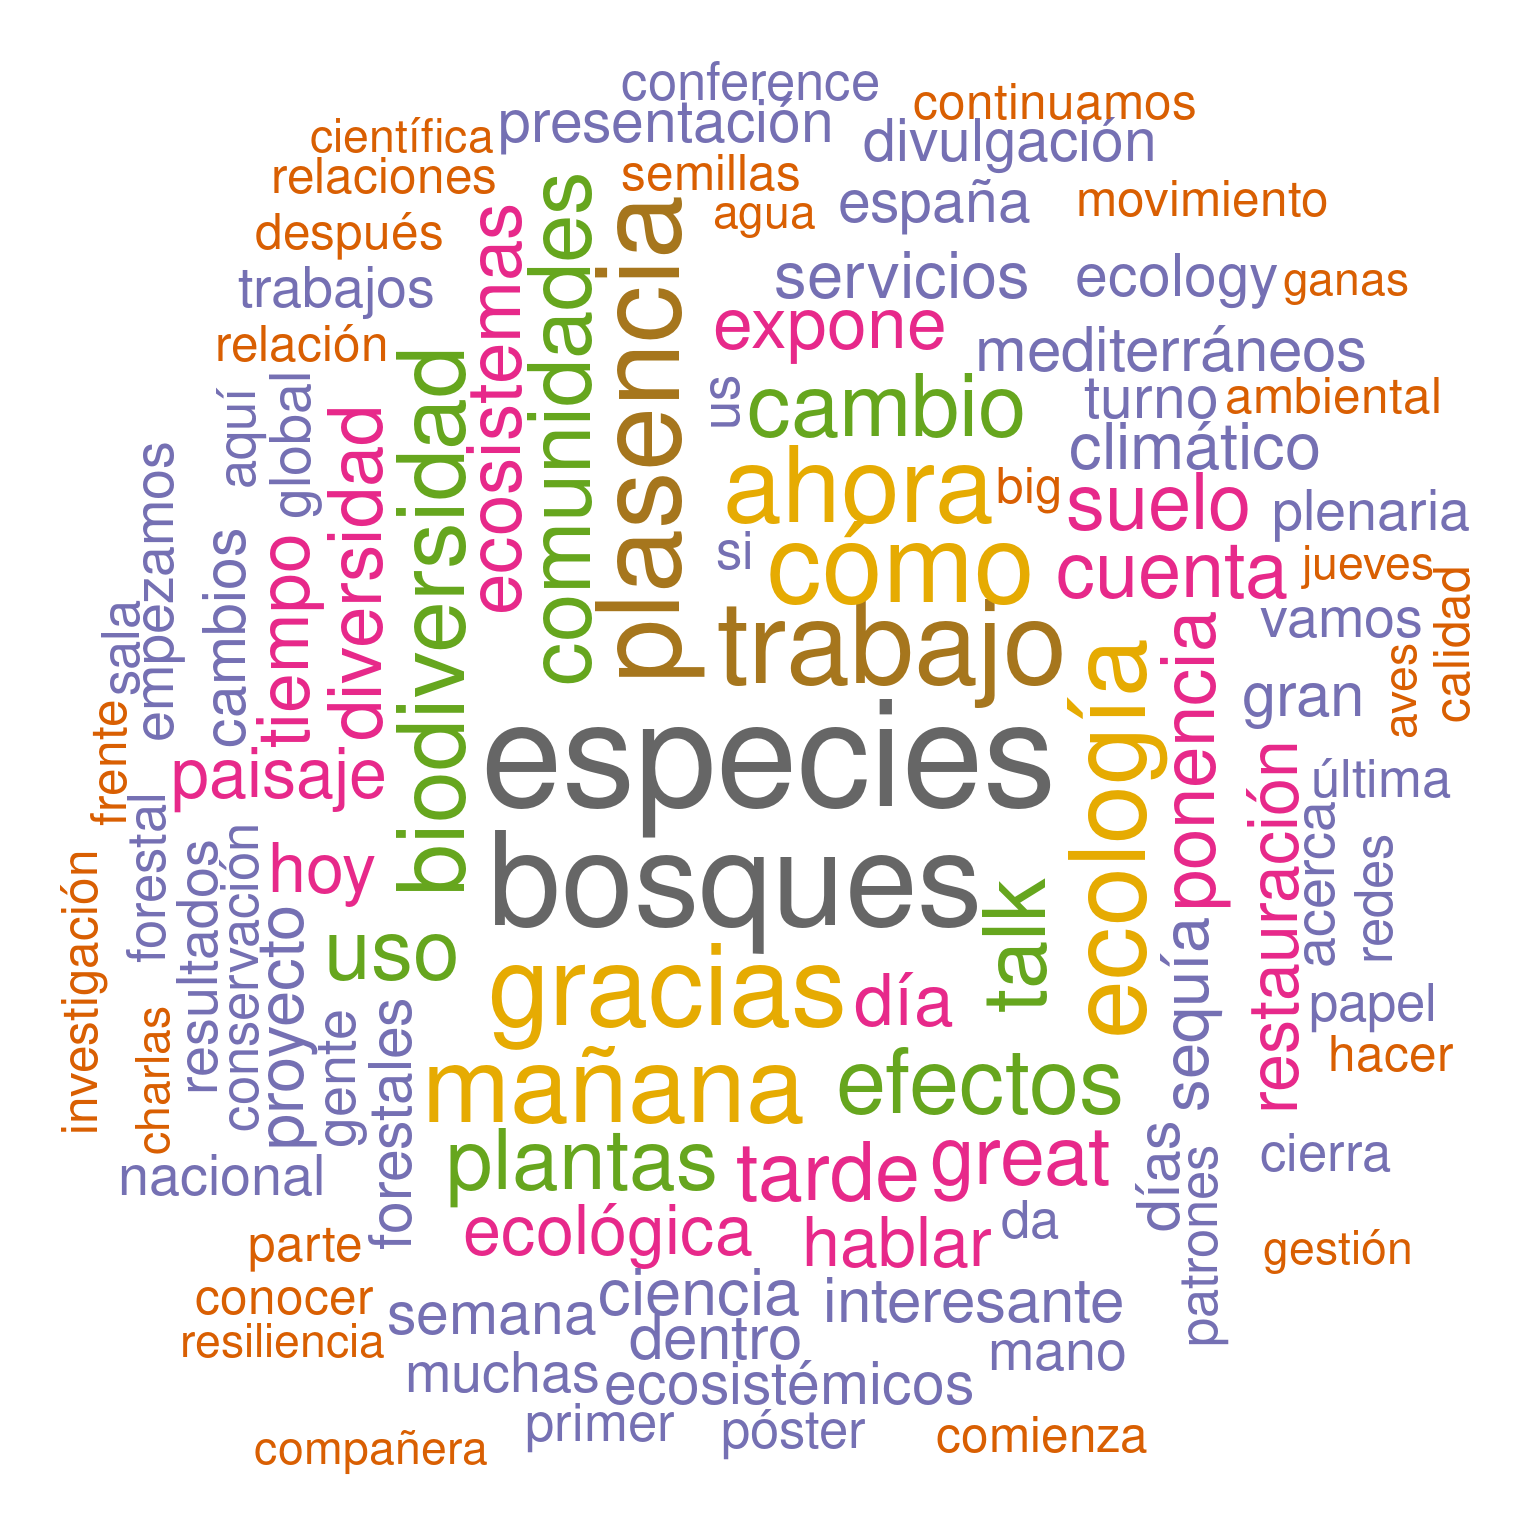 conference
continuamos
científica
presentación
divulgación
relaciones
semillas
españa
movimiento
después
agua
trabajos
servicios
ecology
ganas
relación
expone
mediterráneos
ecosistemas
comunidades
plasencia
us
cambio
turno
ambiental
aquí
global
diversidad
biodiversidad
climático
ahora
big
suelo
plenaria
empezamos
cambios
tiempo
si
cómo
cuenta
jueves
calidad
sala
trabajo
vamos
frente
paisaje
especies
ecología
ponencia
gran
aves
última
forestal
resultados
conservación
hoy
bosques
talk
restauración
acerca
redes
investigación
charlas
proyecto
uso
gracias
día
sequía
papel
gente
forestales
mañana
efectos
hacer
nacional
plantas
tarde
great
días
patrones
cierra
parte
ecológica
hablar
da
gestión
conocer
semana
ciencia
interesante
resiliencia
dentro
mano
muchas
ecosistémicos
primer
póster
comienza
compañera